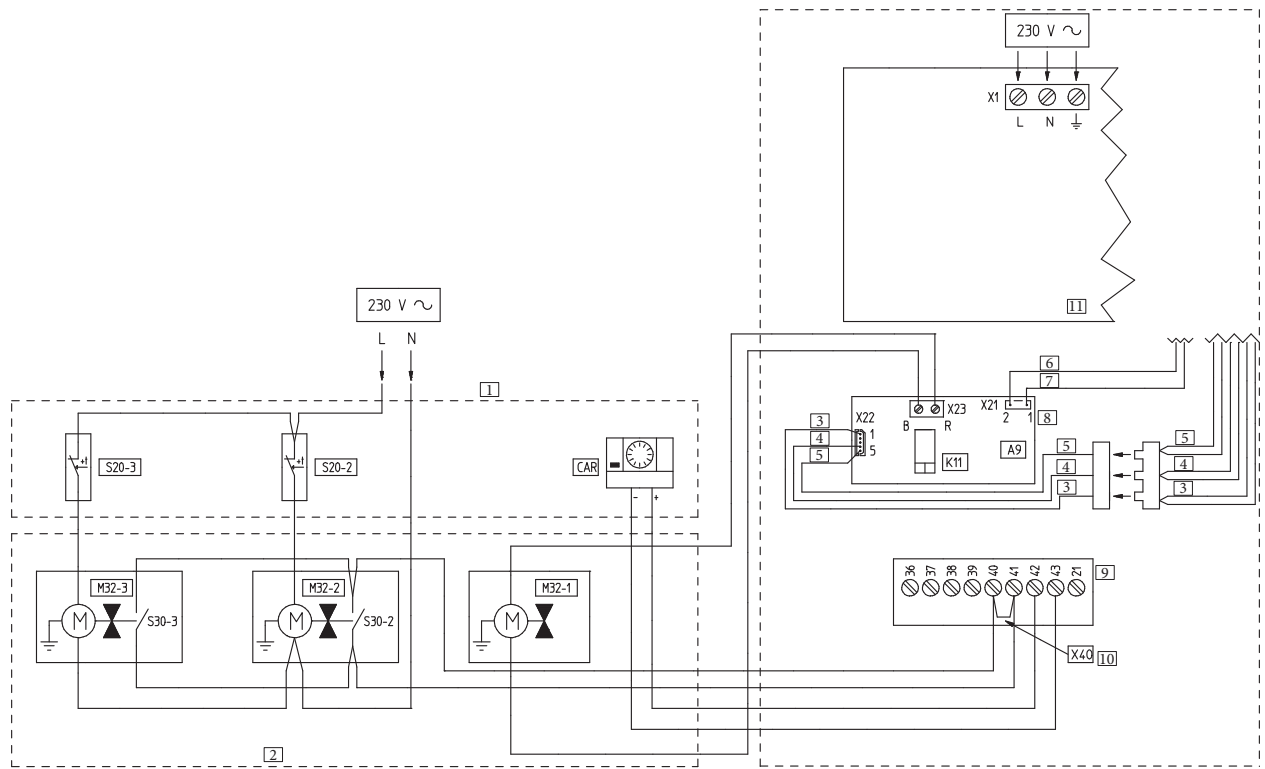 230 V ~
X1
L N ⏚
11
230 V ~
L N
1
6
7
X21
2 1
8
X23
B R
X22
1
5
3
4
5
K11
A9
5
4
3
5
4
3
S20-3
S20-2
CAR
- +
M32-3
S30-3
M32-2
S30-2
M32-1
M
M
M
36 37 38 39 40 41 42 43 21
9
X40
10
2